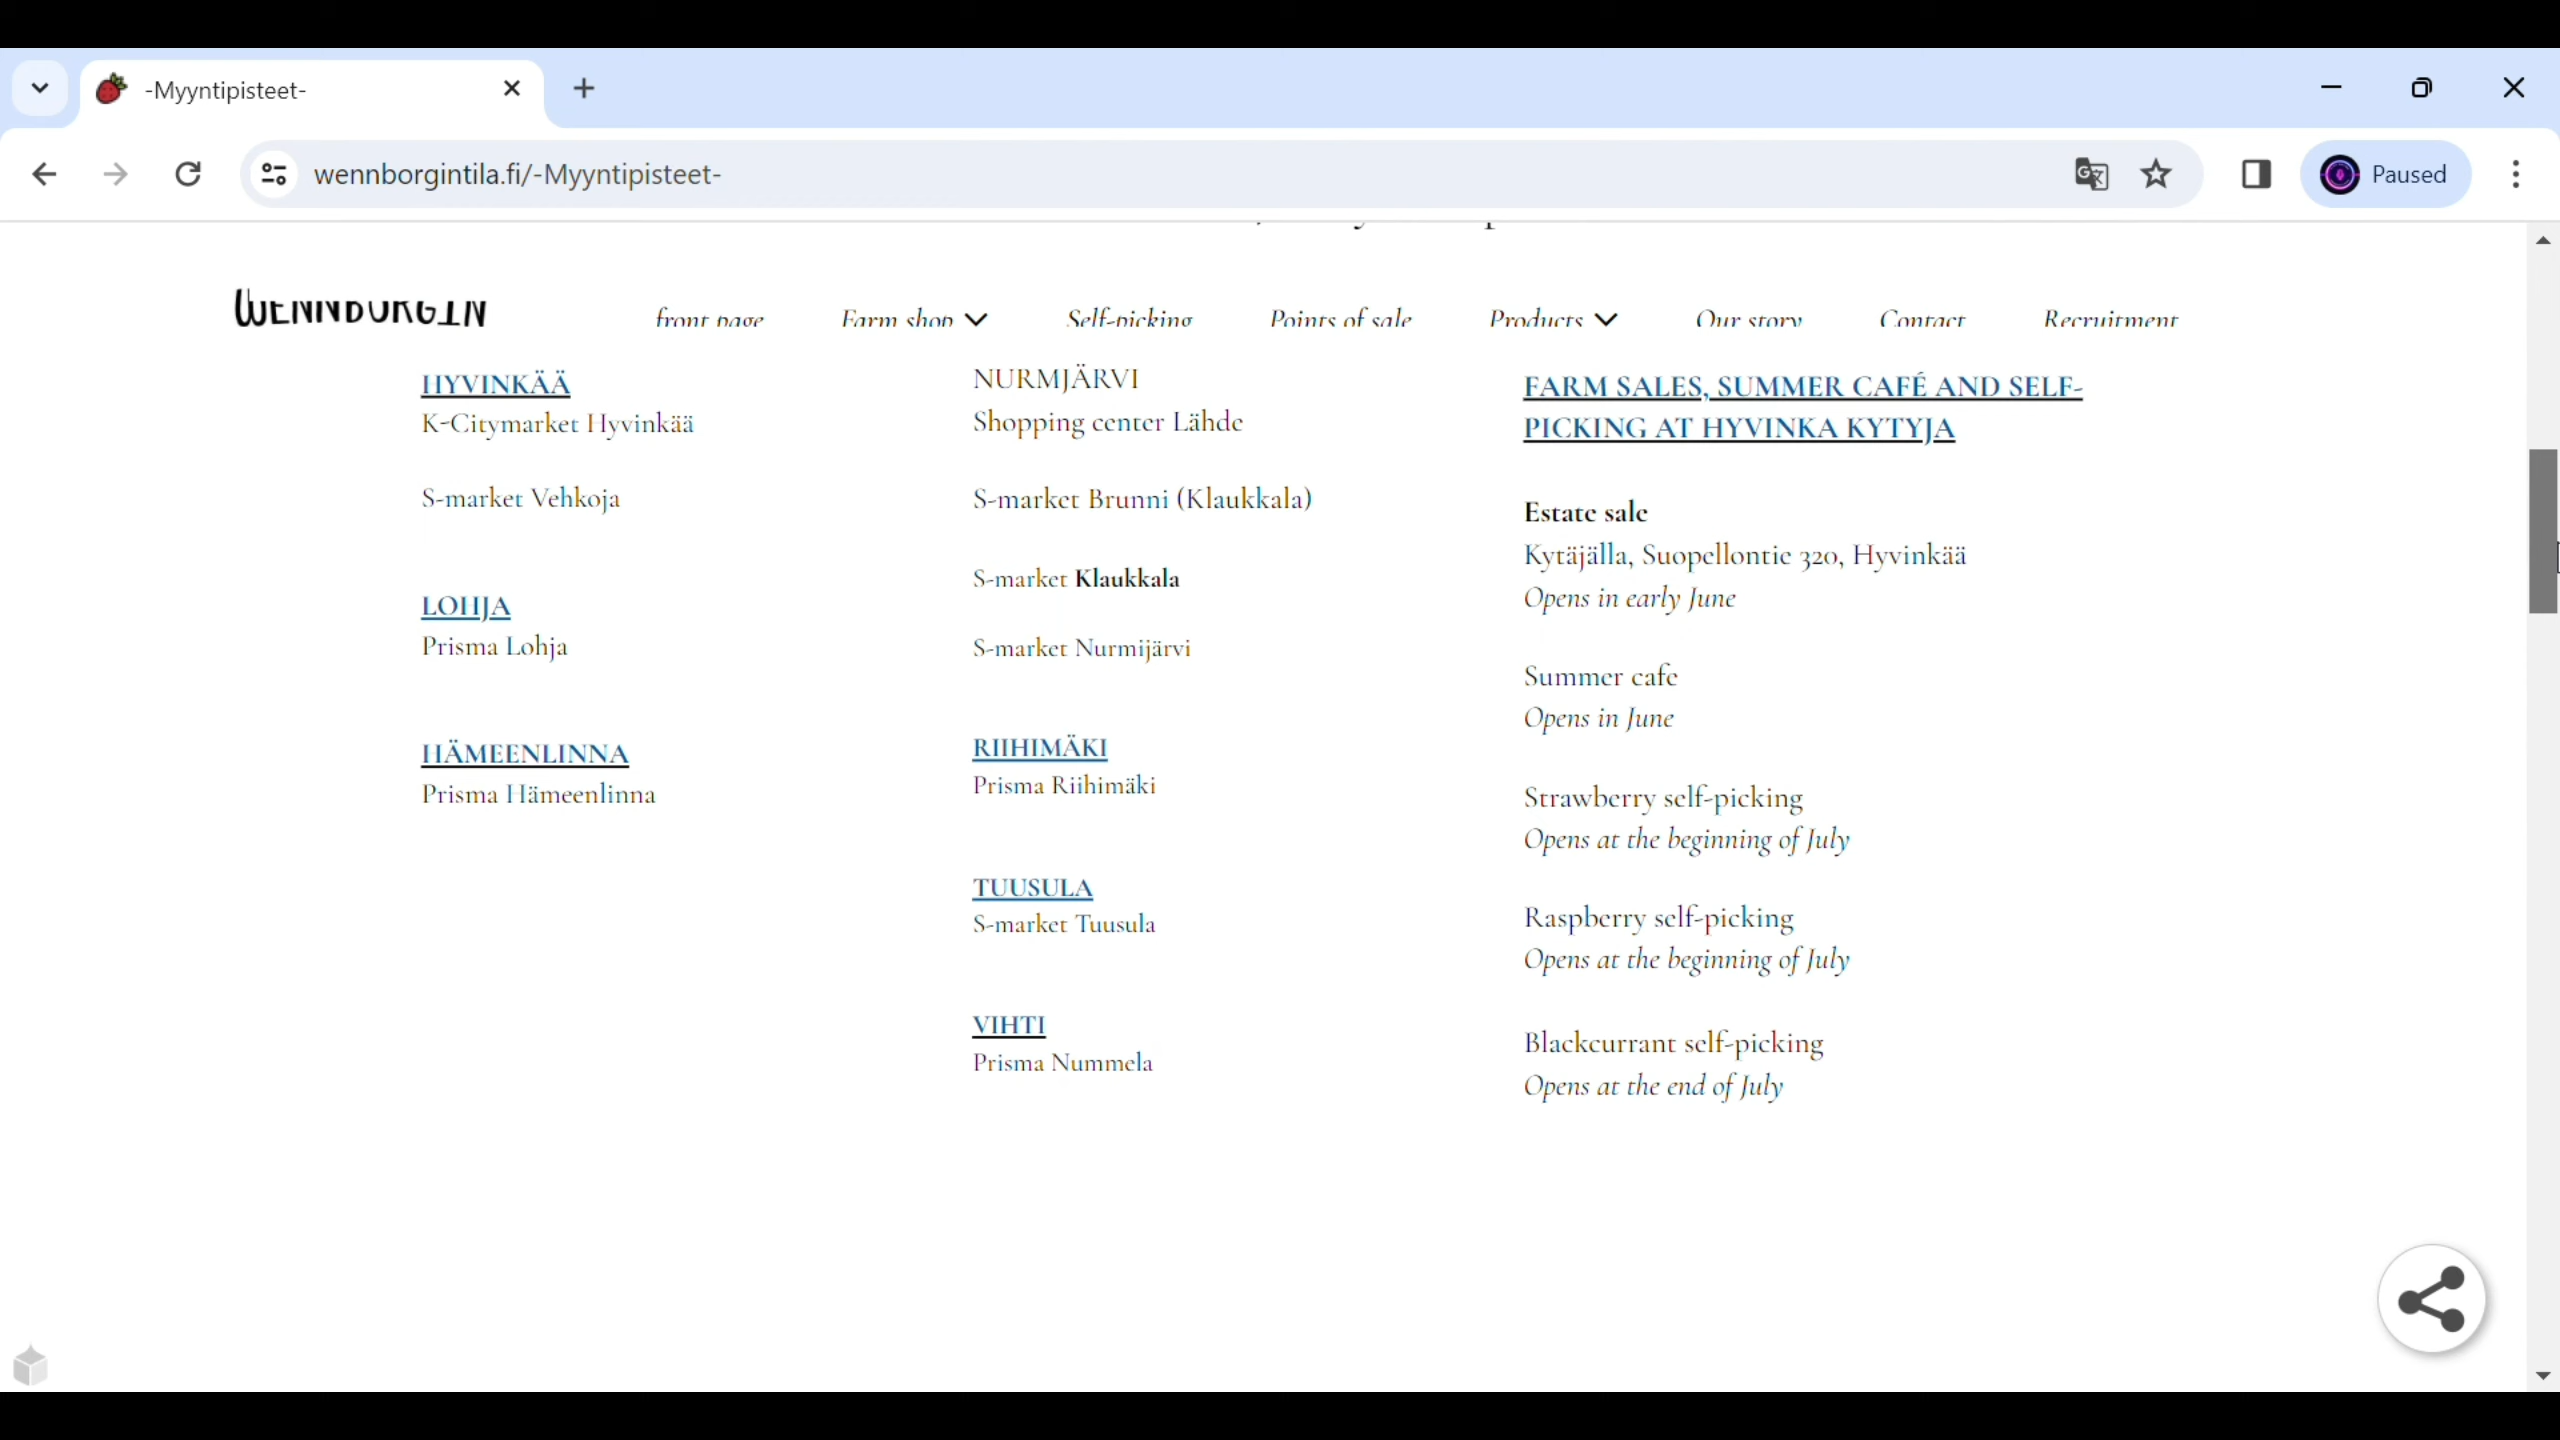 -Myyntipisteet-
wennborgintila.fi/-Myyntipisteet-
Paused
WENNBORGIN
front page
Farm shop
Self-picking
Points of sale
Products
Our story
Contact
Recruitment
HYVINKÄÄ
K-Citymarket Hyvinkää
S-market Vehkoja
LOHJA
Prisma Lohja
HÄMEENLINNA
Prisma Hämeenlinna
NURMJÄRVI
Shopping center Lähde
S-market Brunni (Klaukkala)
S-market Klaukkala
S-market Nurmijärvi
RIIHIMÄKI
Prisma Riihimäki
TUUSULA
S-market Tuusula
VIHTI
Prisma Nummela
FARM SALES, SUMMER CAFÉ AND SELF-
PICKING AT HYVINKA KYTYJA
Estate sale
Kytäjälla, Suopellontie 320, Hyvinkää
Opens in early June
Summer cafe
Opens in June
Strawberry self-picking
Opens at the beginning of July
Raspberry self-picking
Opens at the beginning of July
Blackcurrant self-picking
Opens at the end of July